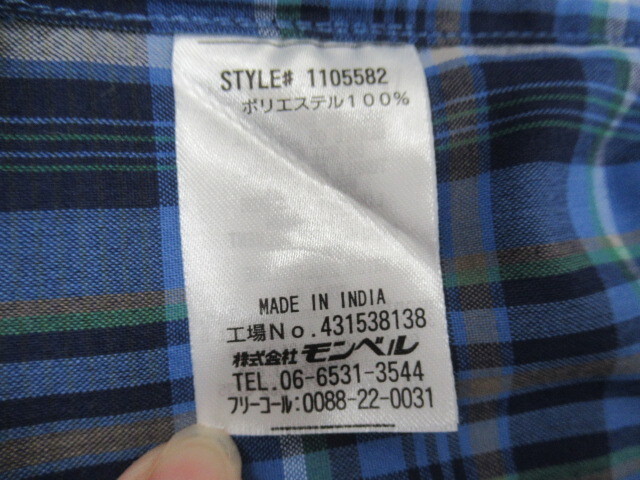 STYLE# 1105582
ポリエステル100%
MADE IN INDIA
工場No.431538138
株式会社 モンベル
TEL.06-6531-3544
フリーコール:0088-22-0031